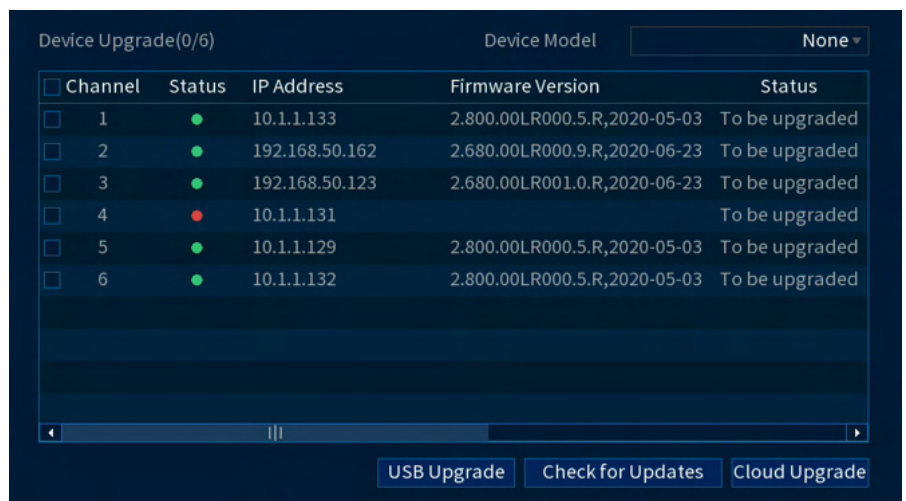 Device Upgrade(0/6) Device Model None
Channel Status IP Address Firmware Version Status
1 10.1.1.133 2.800.00LR000.5.R,2020-05-03 To be upgraded
2 192.168.50.162 2.680.00LR000.9.R,2020-06-23 To be upgraded
3 192.168.50.123 2.680.00LR001.0.R,2020-06-23 To be upgraded
4 10.1.1.131 To be upgraded
5 10.1.1.129 2.800.00LR000.5.R,2020-05-03 To be upgraded
6 10.1.1.132 2.800.00LR000.5.R,2020-05-03 To be upgraded
USB Upgrade Check for Updates Cloud Upgrade